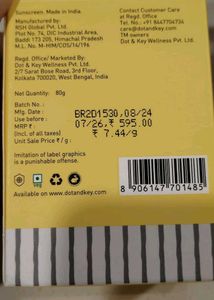 Sunscreen. Made in India
Manufactured by:
RSH Global Pvt. Ltd.
Plot No. 74, DIC Industrial Area,
Baddi 173 205, Himachal Pradesh
M.L. No. M-HIM/COS/14/196
Regd. Office/ Marketed By:
Dot & Key Wellness Pvt. Ltd.
2/7 Sarat Bose Road, 3rd Floor,
Kolkata 700020, West Bengal, India
Contact Customer Care
at Regd. Office
Tel. No.: +91 8647704734
care@dotandkey.com
TM owners
Dot & Key Wellness Pvt. Ltd.
Net Quantity: 80g
Batch No.:
Mfg. Date: BR2D1530,08/24
Use before: 07/26,₹ 595.00
MRP ₹: ₹ 7.44/g
(Incl. of all taxes)
Unit Sale Price ₹/g:
Imitation of label graphics
is a punishable offense
8 906147 701485
Available on www.dotandkey.com